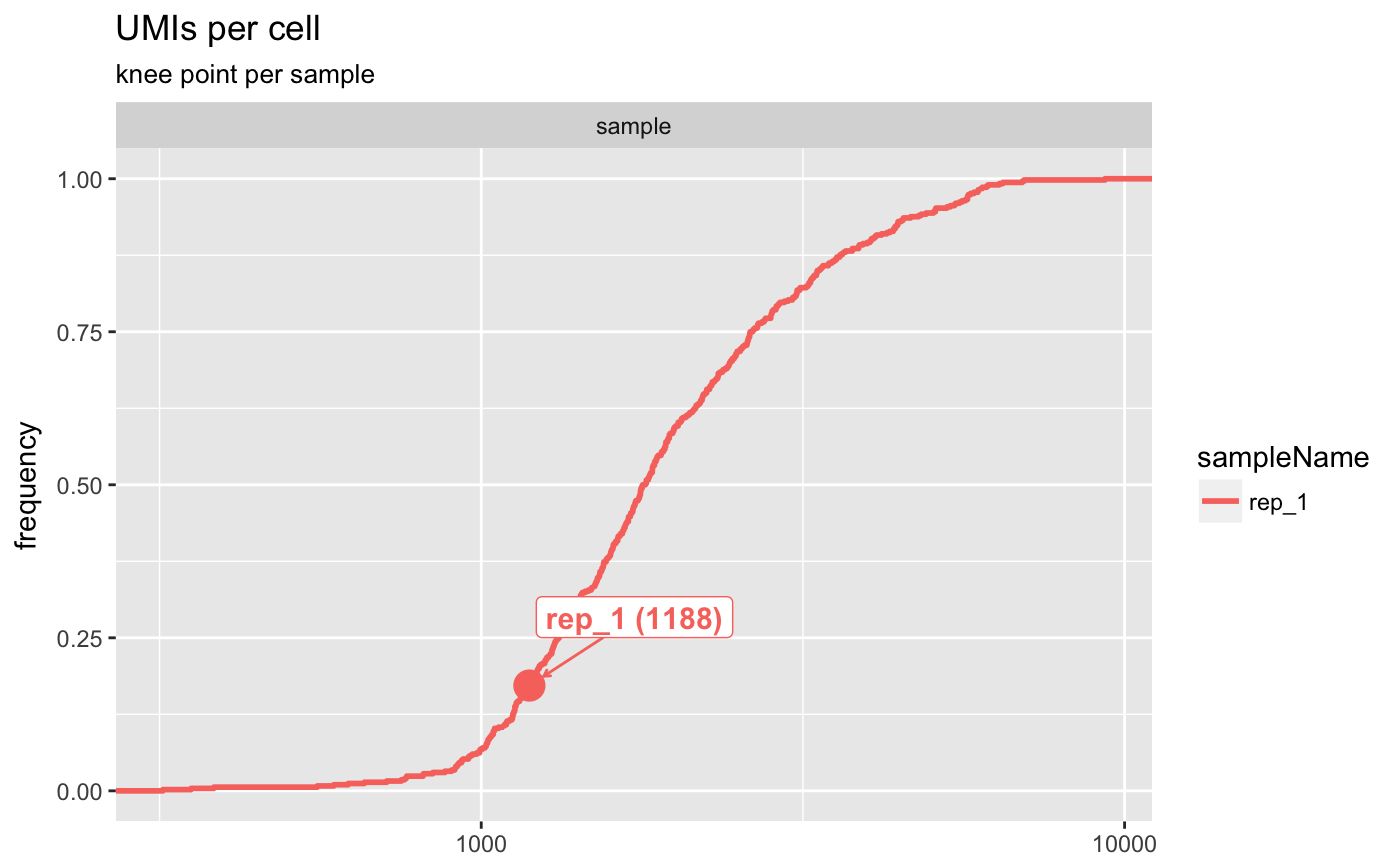 UMIs per cell
knee point per sample
sample
1.00
0.75
0.50
0.25
0.00
frequency
rep_1 (1188)
1000
10000
sampleName
rep_1